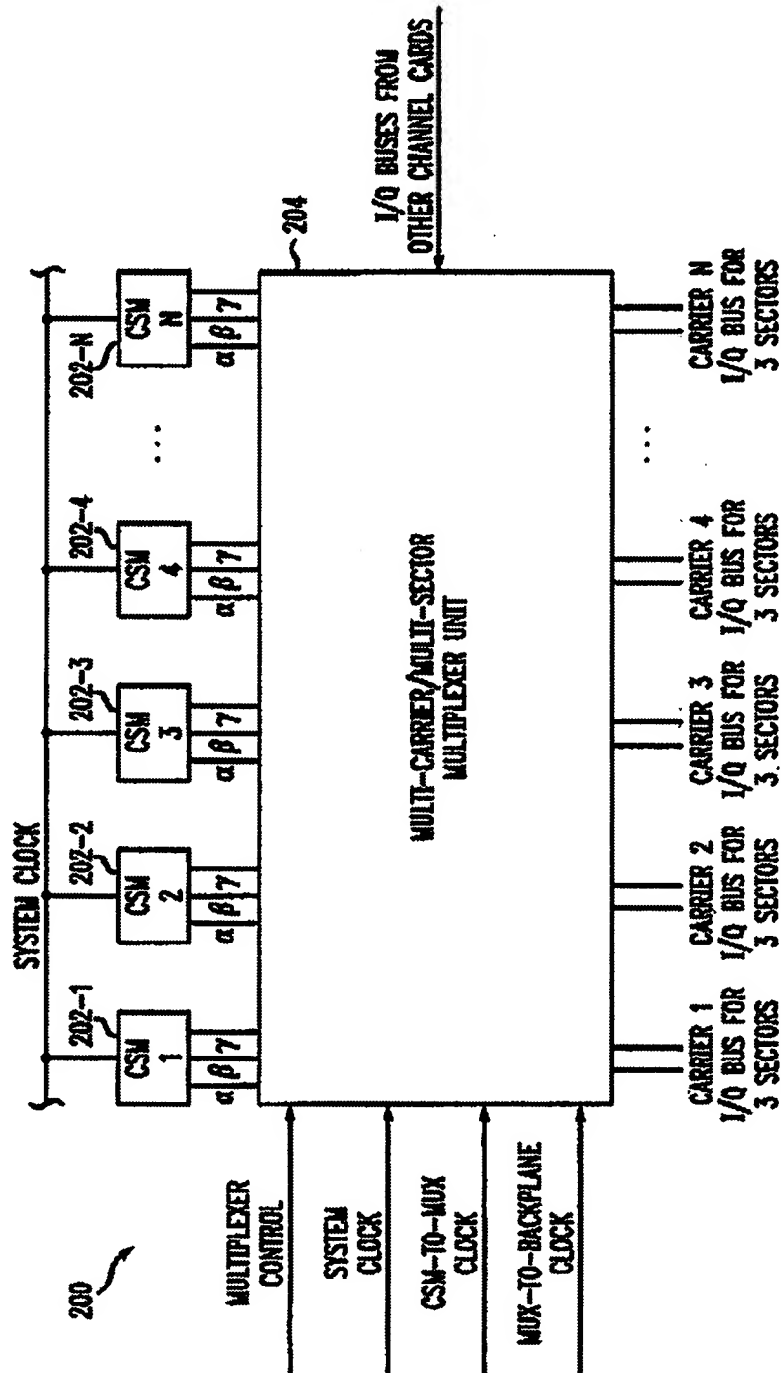 200
SYSTEM CLOCK
202-1
202-2
202-3
202-4
202-N
CSM
1
CSM
2
CSM
3
CSM
4
...
CSM
N
α β γ
α β γ
α β γ
α β γ
α β γ
204
MULTIPLEXER
CONTROL
SYSTEM
CLOCK
CSM-TO-MUX
CLOCK
MUX-TO-BACKPLANE
CLOCK
MULTI-CARRIER/MULTI-SECTOR
MULTIPLEXER UNIT
I/Q BUSES FROM
OTHER CHANNEL CARDS
CARRIER 1
I/Q BUS FOR
3 SECTORS
CARRIER 2
I/Q BUS FOR
3 SECTORS
CARRIER 3
I/Q BUS FOR
3. SECTORS
CARRIER 4
I/Q BUS FOR
3 SECTORS
...
CARRIER N
I/Q BUS FOR
3 SECTORS